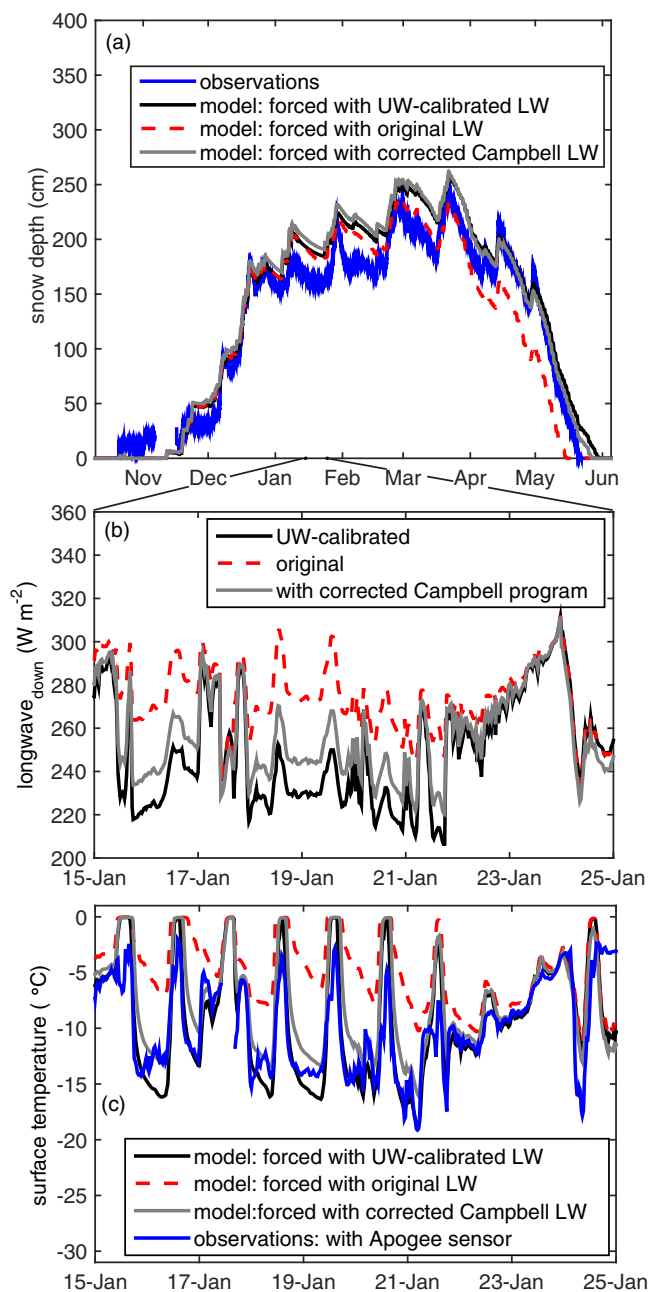 400
350
300
250
200
150
100
50
0
snow depth (cm)
(a)
observations
model: forced with UW-calibrated LW
model: forced with original LW
model: forced with corrected Campbell LW
Nov Dec Jan Feb Mar Apr May Jun
360
340
320
300
280
260
240
220
200
longwave down (W m-2)
(b)
UW-calibrated
original
with corrected Campbell program
15-Jan 17-Jan 19-Jan 21-Jan 23-Jan 25-Jan
0
-5
-10
-15
-20
-25
-30
surface temperature ( °C)
(c)
model: forced with UW-calibrated LW
model: forced with original LW
model:forced with corrected Campbell LW
observations: with Apogee sensor
15-Jan 17-Jan 19-Jan 21-Jan 23-Jan 25-Jan